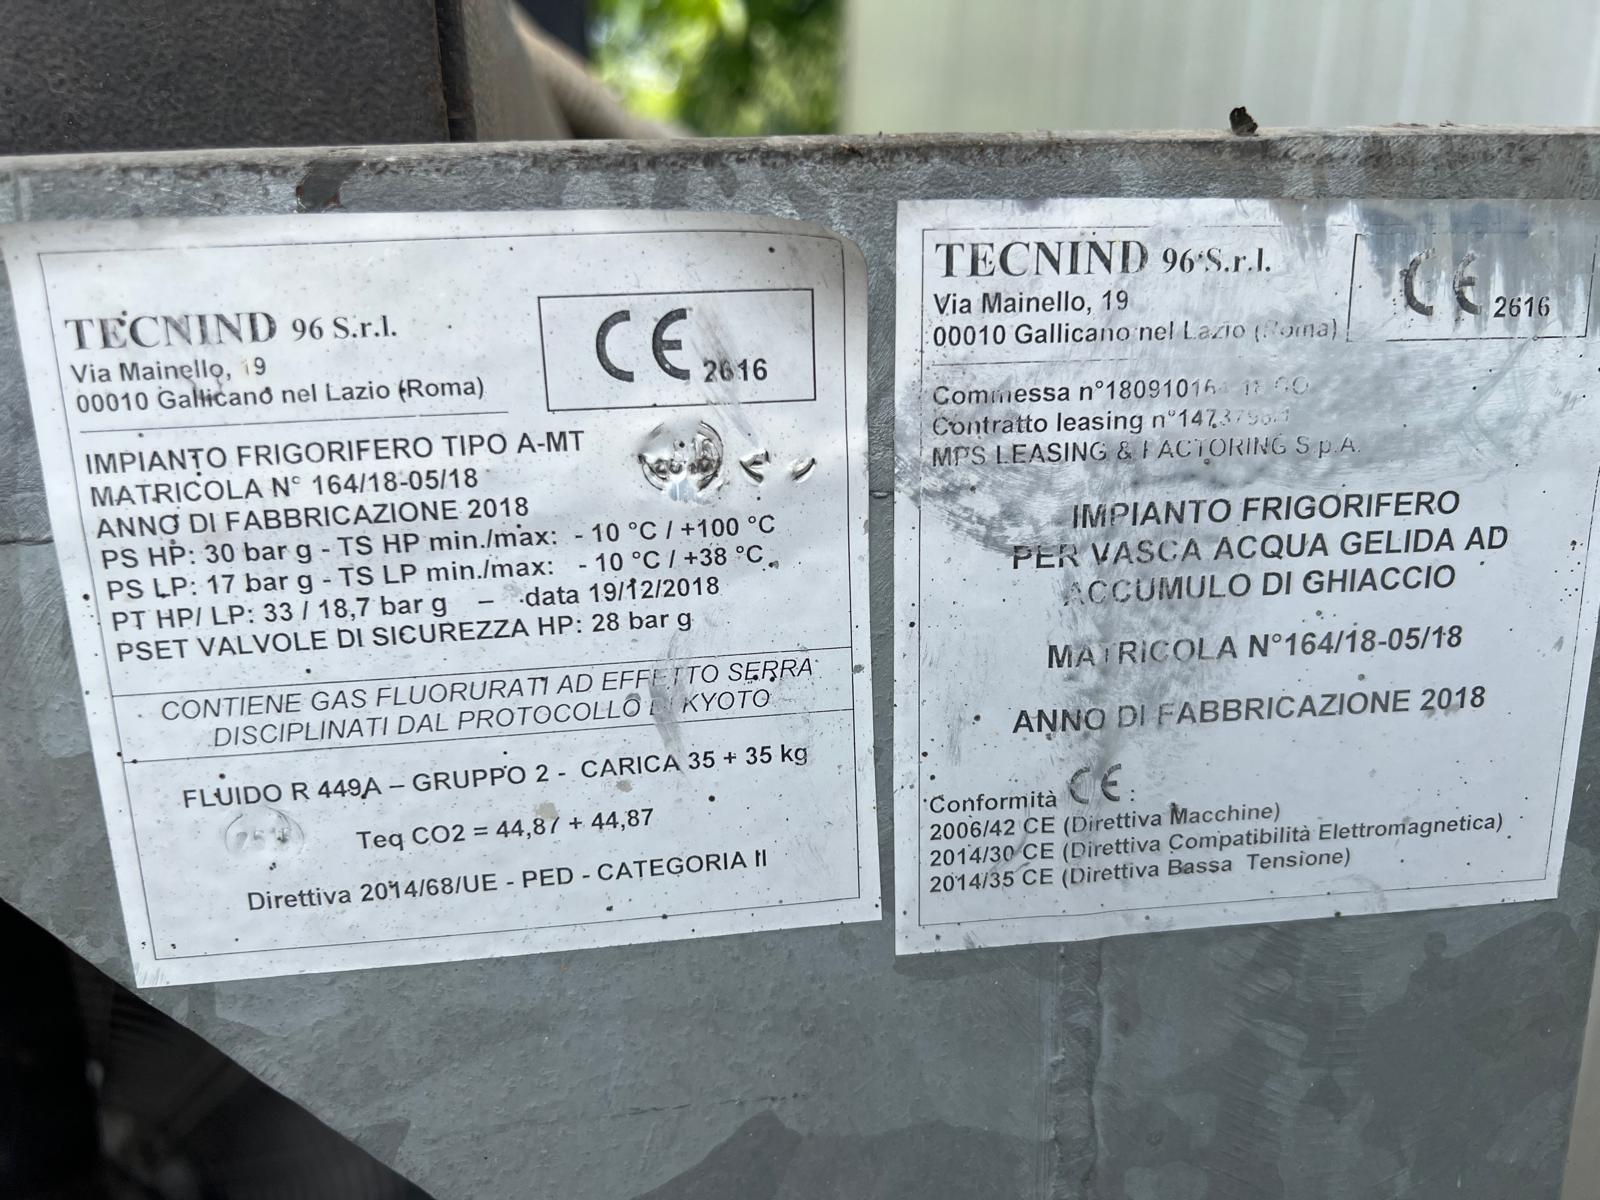 TECNIND 96 S.r.l.
Via Mainello, 19
00010 Gallicano nel Lazio (Roma)
CE 2616
IMPIANTO FRIGORIFERO TIPO A-MT
MATRICOLA N° 164/18-05/18
ANNO DI FABBRICAZIONE 2018
PS HP: 30 bar g - TS HP min./max: - 10 °C / +100 °C
PS LP: 17 bar g - TS LP min./max: - 10 °C / +38 °C
PT HP/ LP: 33 / 18,7 bar g – data 19/12/2018
PSET VALVOLE DI SICUREZZA HP: 28 bar g
CONTIENE GAS FLUORURATI AD EFFETTO SERRA
DISCIPLINATI DAL PROTOCOLLO DI KYOTO
FLUIDO R 449A – GRUPPO 2 - CARICA 35 + 35 kg
Teq CO2 = 44,87 + 44,87
Direttiva 2014/68/UE - PED - CATEGORIA II
TECNIND 96 S.r.l.
Via Mainello, 19
00010 Gallicano nel Lazio (Roma)
CE 2616
Commessa
Contratto leasing
MPS LEASING & FACTORING S.p.A.
IMPIANTO FRIGORIFERO
PER VASCA ACQUA GELIDA AD
ACCUMULO DI GHIACCIO
MATRICOLA N°164/18-05/18
ANNO DI FABBRICAZIONE 2018
Conformità CE :
2006/42 CE (Direttiva Macchine)
2014/30 CE (Direttiva Compatibilità Elettromagnetica)
2014/35 CE (Direttiva Bassa Tensione)